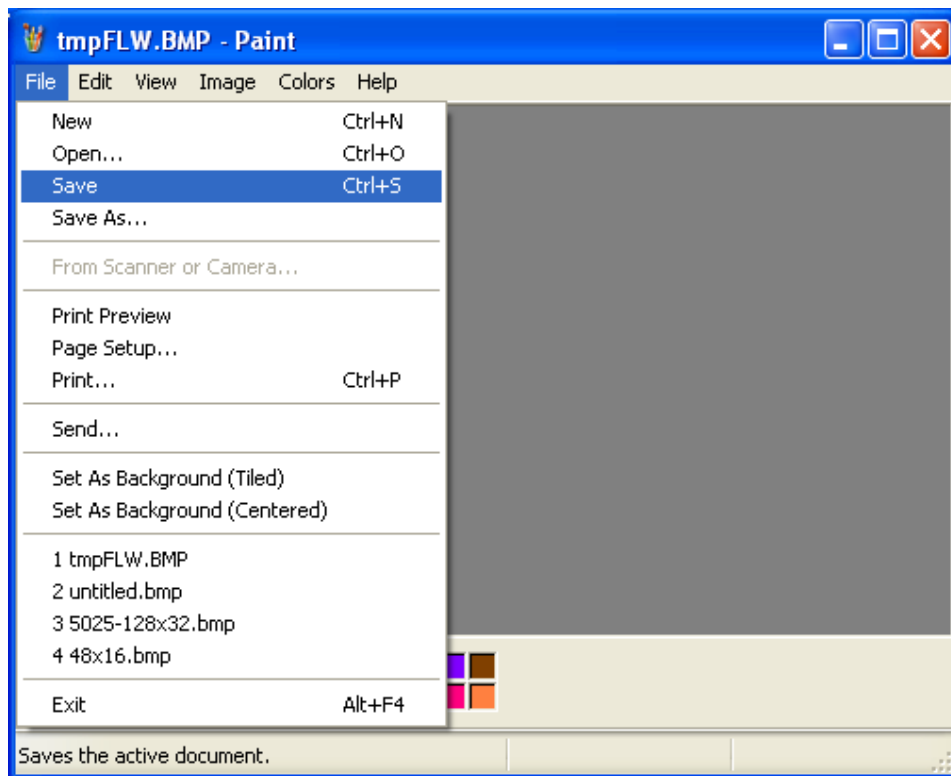 tmpFLW.BMP - Paint
File Edit View Image Colors Help
New Ctrl+N
Open... Ctrl+O
Save Ctrl+S
Save As...
From Scanner or Camera...
Print Preview
Page Setup...
Print... Ctrl+P
Send...
Set As Background (Tiled)
Set As Background (Centered)
1 tmpFLW.BMP
2 untitled.bmp
3 5025-128x32.bmp
4 48x16.bmp
Exit Alt+F4
Saves the active document.